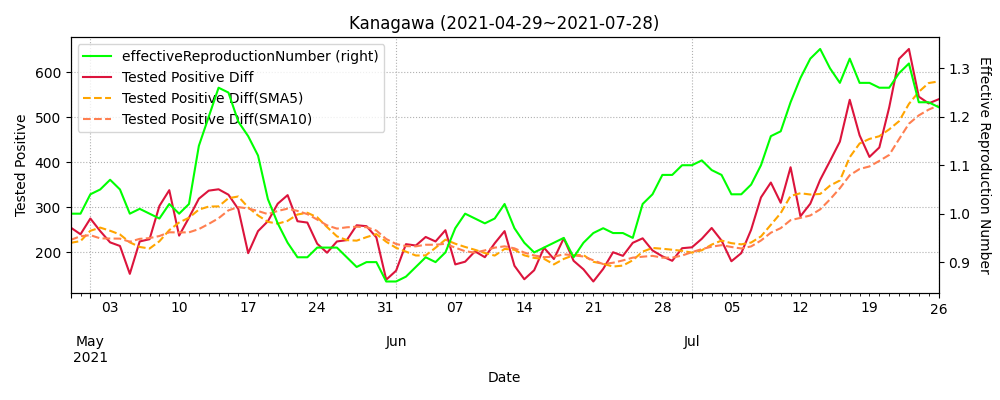 Kanagawa (2021-04-29~2021-07-28)
effectiveReproductionNumber (right)
Tested Positive Diff
Tested Positive Diff(SMA5)
Tested Positive Diff(SMA10)
Tested Positive
600
500
400
300
200
Effective Reproduction Number
1.3
1.2
1.1
1.0
0.9
03 10 17 24 31 07 14 21 28 05 12 19 26
May Jun Jul
2021
Date